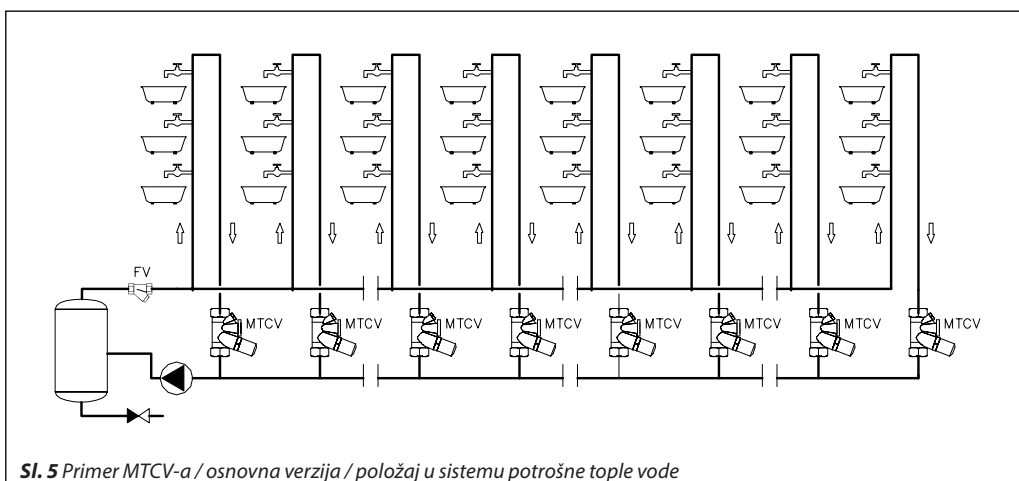 FV
MTCV
MTCV
MTCV
MTCV
MTCV
MTCV
MTCV
MTCV
Sl. 5 Primer MTCV-a / osnovna verzija / položaj u sistemu potrošne tople vode